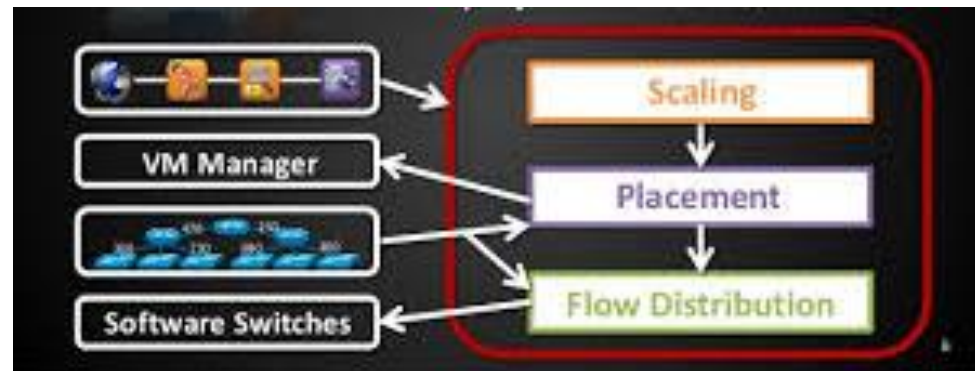 Scaling
VM Manager
Placement
Flow Distribution
Software Switches